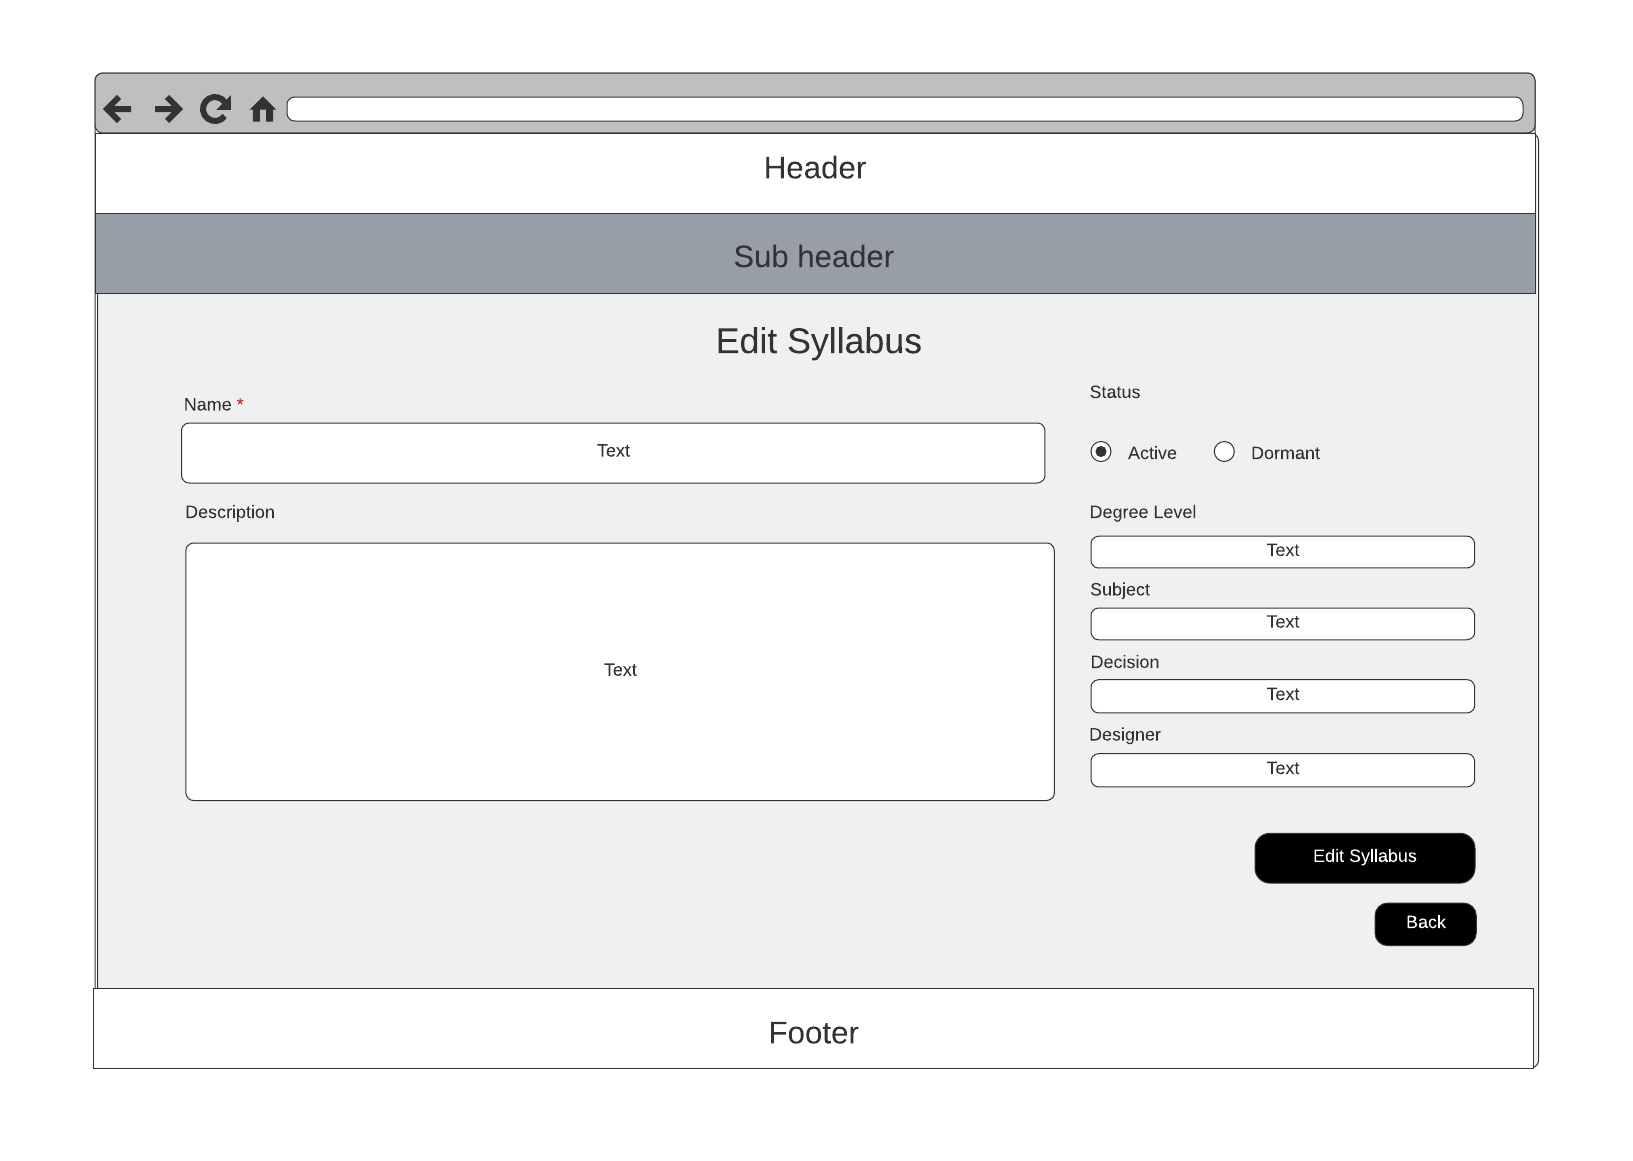 Header
Sub header
Edit Syllabus
Name *
Text
Description
Text
Status
Active Dormant
Degree Level
Text
Subject
Text
Decision
Text
Designer
Text
Edit Syllabus
Back
Footer